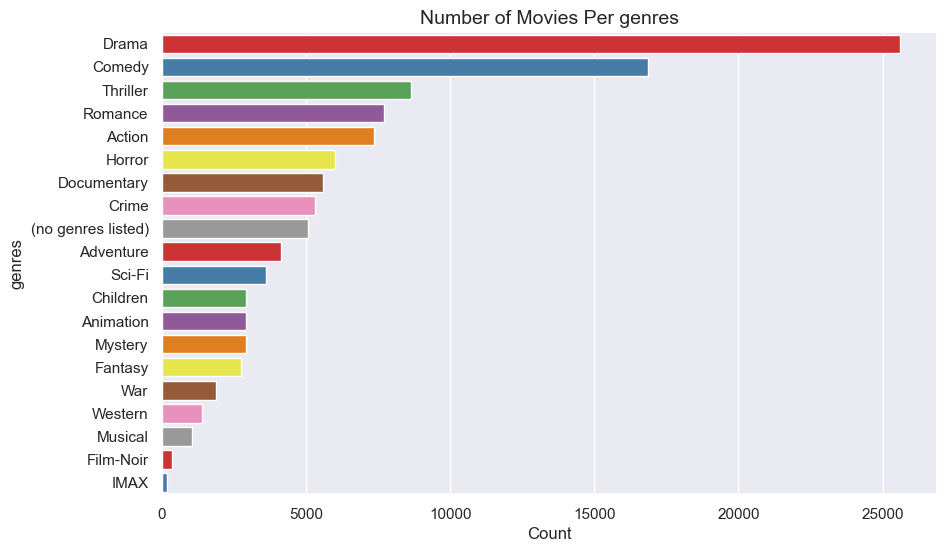 Number of Movies Per genres
genres
Drama
Comedy
Thriller
Romance
Action
Horror
Documentary
Crime
(no genres listed)
Adventure
Sci-Fi
Children
Animation
Mystery
Fantasy
War
Western
Musical
Film-Noir
IMAX
0 5000 10000 15000 20000 25000
Count